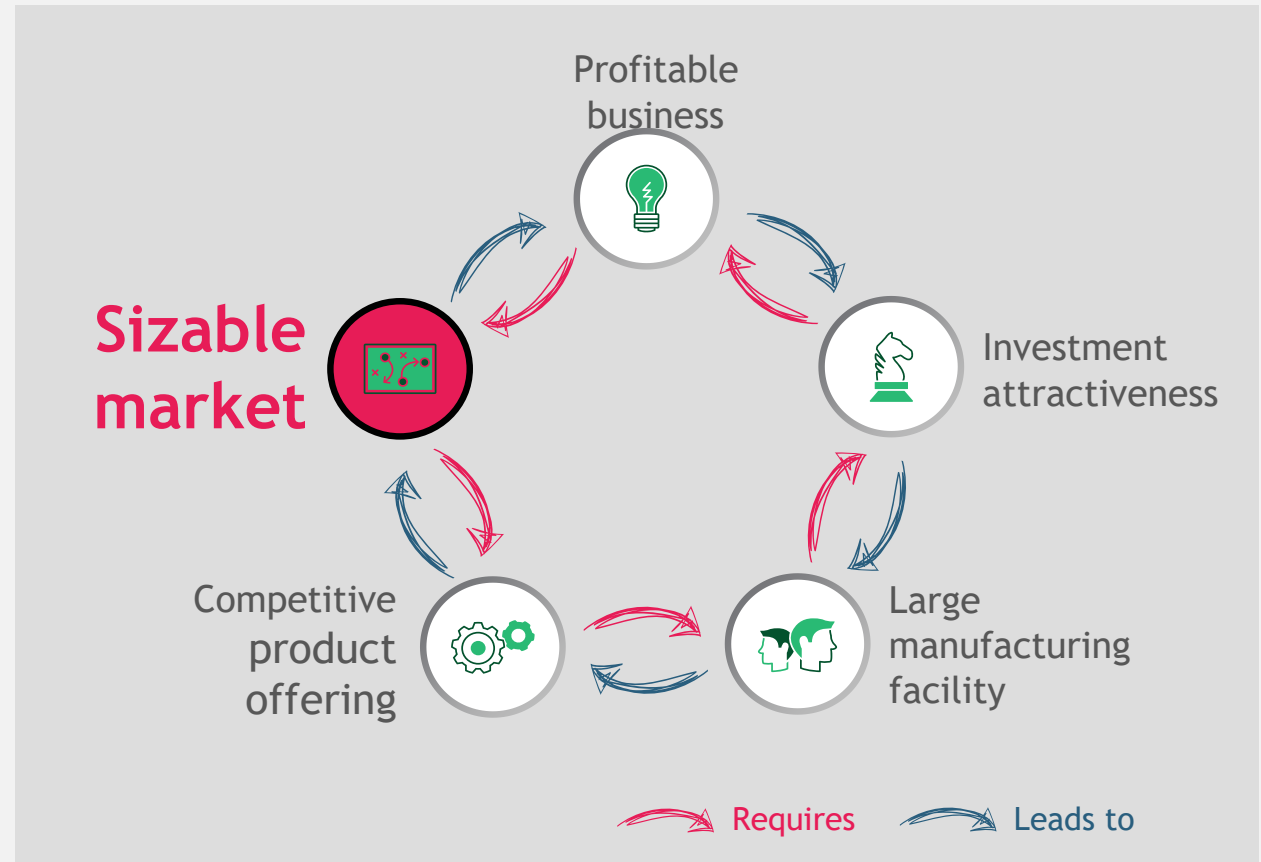 Profitable
business
Sizable
market
Investment
attractiveness
Competitive
product
offering
Large
manufacturing
facility
Requires
Leads to